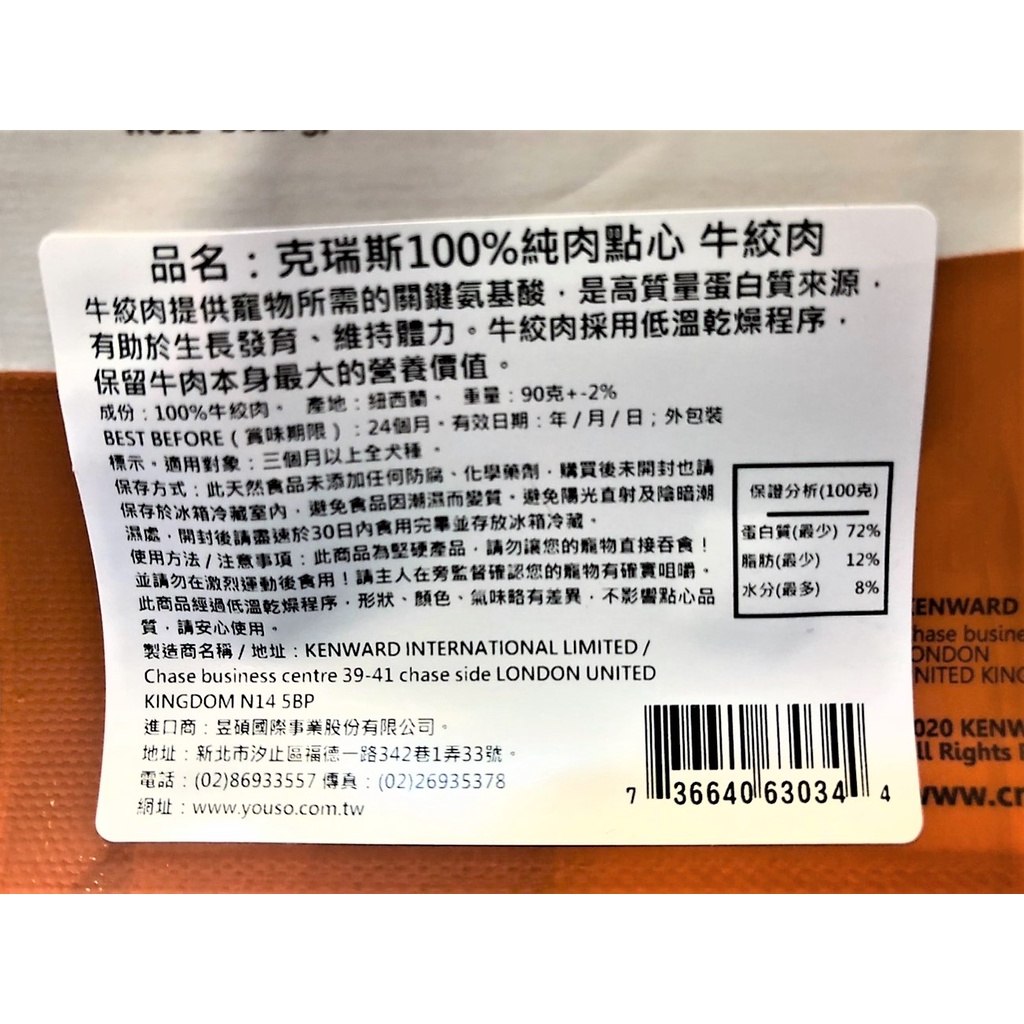 品名：克瑞斯100%純肉點心 牛絞肉
牛絞肉提供寵物所需的關鍵氨基酸，是高質量蛋白質來源，
有助於生長發育、維持體力。牛絞肉採用低溫乾燥程序，
保留牛肉本身最大的營養價值。
成份：100%牛絞肉。 產地：紐西蘭。 重量：90克+-2%
BEST BEFORE（賞味期限）：24個月。有效日期：年/月/日；外包裝
標示。適用對象：三個月以上全犬種 。
保存方式：此天然食品未添加任何防腐、化學藥劑，購買後未開封也請
保存於冰箱冷藏室內，避免食品因潮濕而變質。避免陽光直射及陰暗潮
濕處，開封後請盡速於30日內食用完畢並存放冰箱冷藏。
使用方法/注意事項：此商品為堅硬產品，請勿讓您的寵物直接吞食！
並請勿在激烈運動後食用！請主人在旁監督確認您的寵物有確實咀嚼。
此商品經過低溫乾燥程序，形狀、顏色、氣味略有差異，不影響點心品
質，請安心使用。
保證分析(100克)
蛋白質(最少) 72%
脂肪(最少) 12%
水分(最多) 8%
製造商名稱/地址：KENWARD INTERNATIONAL LIMITED /
Chase business centre 39-41 chase side LONDON UNITED
KINGDOM N14 5BP
進口商：昱碩國際事業股份有限公司。
地址：新北市汐止區福德一路342巷1弄33號。
電話：(02)86933557 傳真：(02)26935378
網址：www.youso.com.tw
7 36640 63034 4
KENWARD
hase busine
ONDON
NITED KING
020 KENW
ll Rights
www.cr